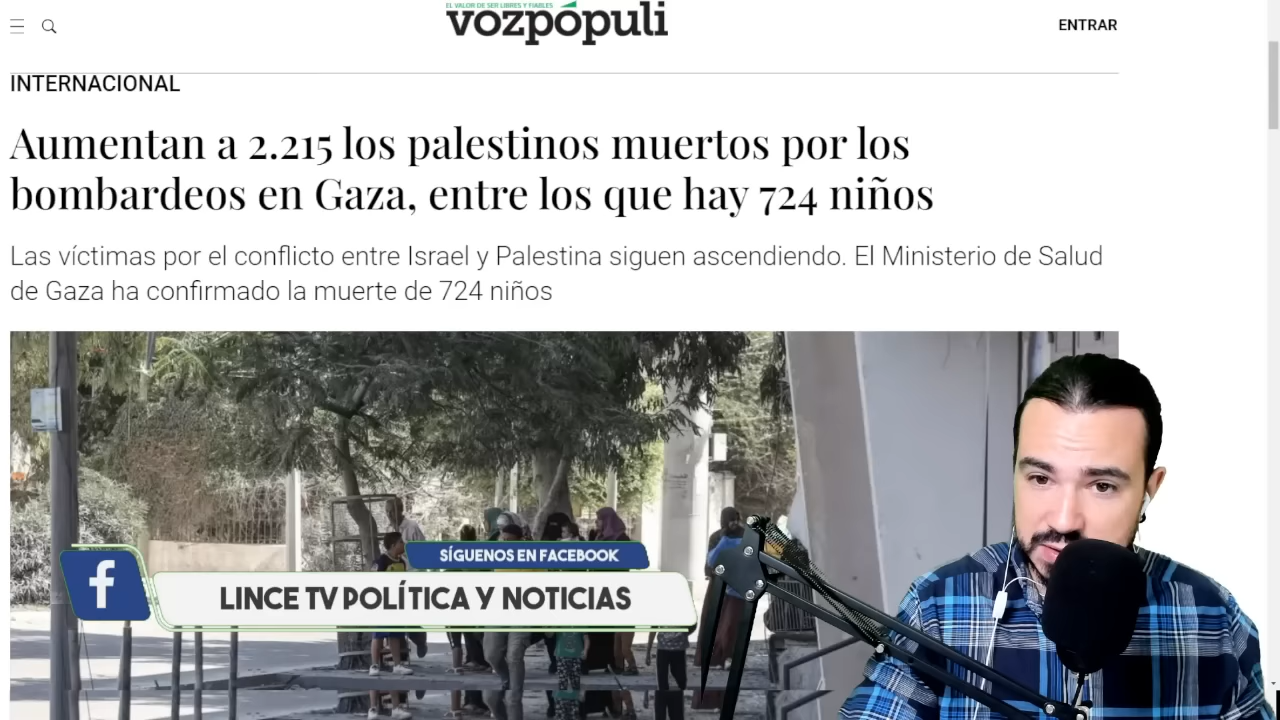 EL VALOR DE SER LIBRES Y FIABLES
vozpópuli
ENTRAR
INTERNACIONAL
Aumentan a 2.215 los palestinos muertos por los
bombardeos en Gaza, entre los que hay 724 niños
Las víctimas por el conflicto entre Israel y Palestina siguen ascendiendo. El Ministerio de Salud
de Gaza ha confirmado la muerte de 724 niños
SÍGUENOS EN FACEBOOK
f
LINCE TV POLÍTICA Y NOTICIAS